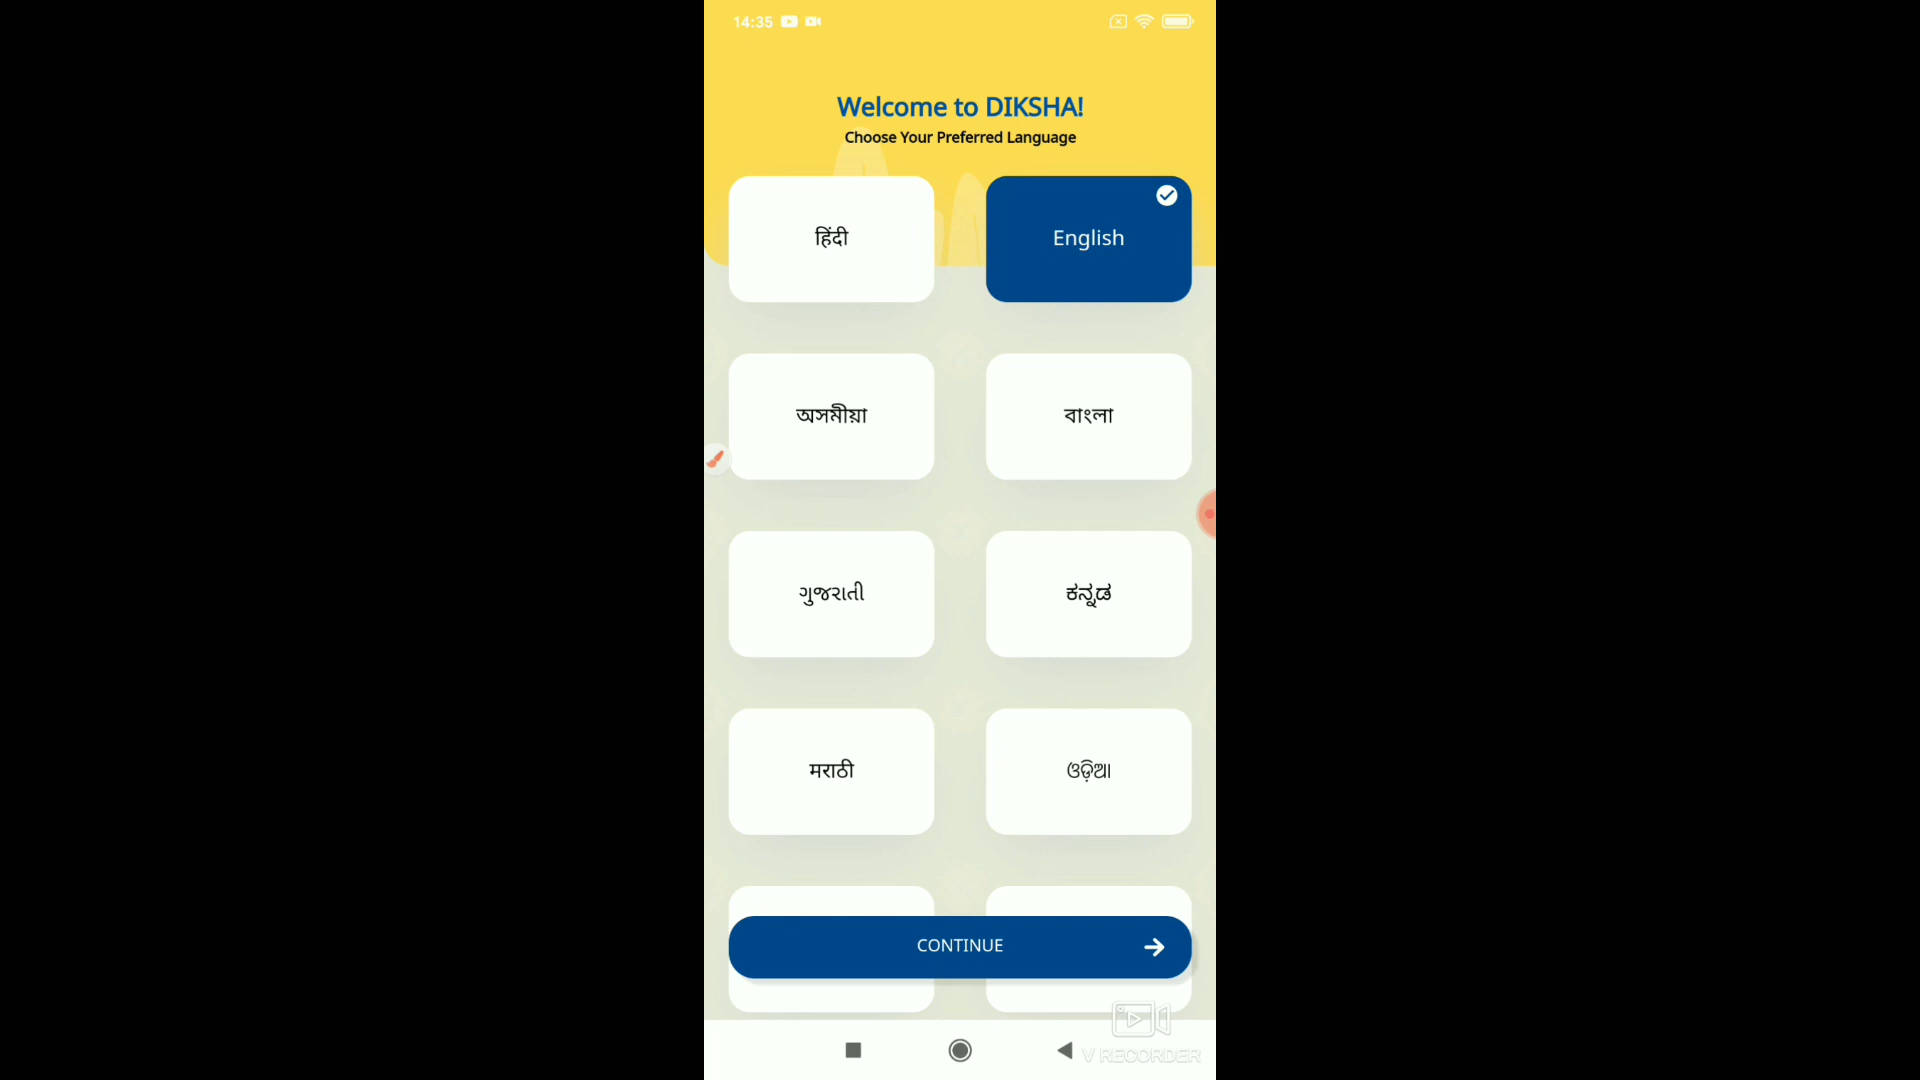 14:35
Welcome to DIKSHA!
Choose Your Preferred Language
हिंदी
English
অসমীয়া
বাংলা
ગુજરાતી
ಕನ್ನಡ
मराठी
ଓଡ଼ିଆ
CONTINUE
V RECORDER